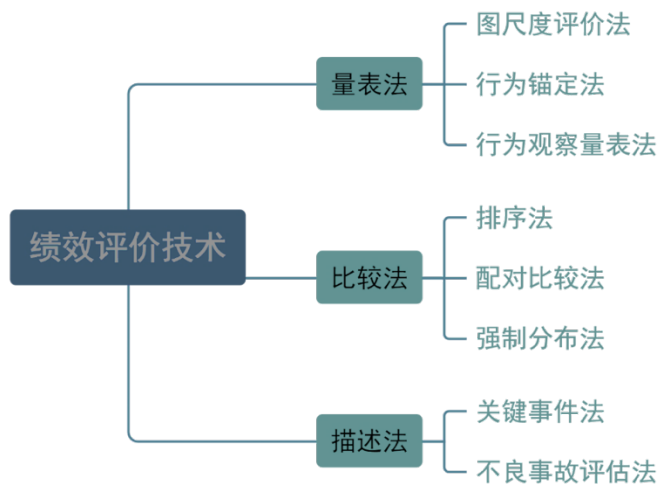 绩效评价技术
量表法
图尺度评价法
行为锚定法
行为观察量表法
比较法
排序法
配对比较法
强制分布法
描述法
关键事件法
不良事故评估法